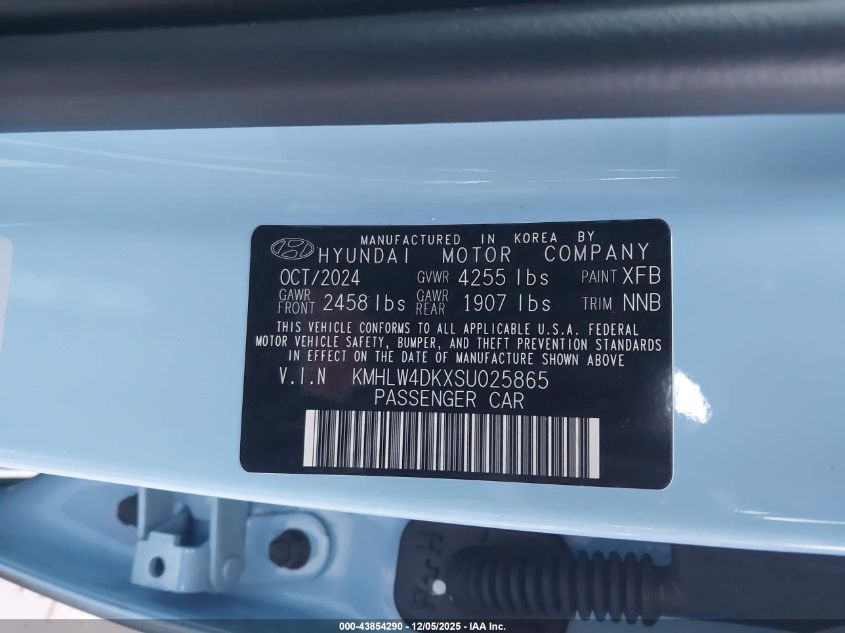 MANUFACTURED IN KOREA BY
HYUNDAI MOTOR COMPANY
OCT/2024 GVWR 4255 lbs PAINT XFB
GAWR FRONT 2458 lbs GAWR REAR 1907 lbs TRIM NNB
THIS VEHICLE CONFORMS TO ALL APPLICABLE U.S.A. FEDERAL
MOTOR VEHICLE SAFETY, BUMPER, AND THEFT PREVENTION STANDARDS
IN EFFECT ON THE DATE OF MANUFACTURE SHOWN ABOVE
V.I.N KMHLW4DKXSU025865
PASSENGER CAR
000-43854290 - 12/05/2025 - IAA Inc.